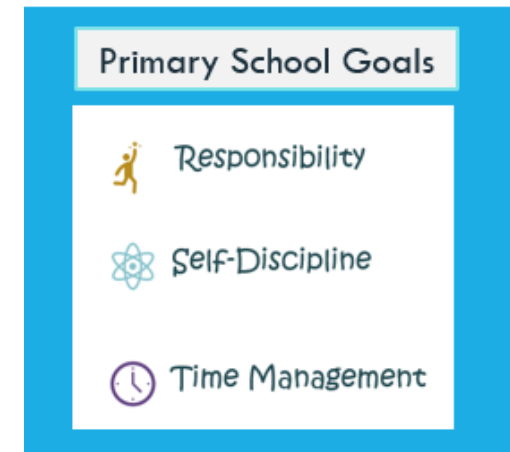 Primary School Goals
Responsibility
Self-Discipline
Time Management